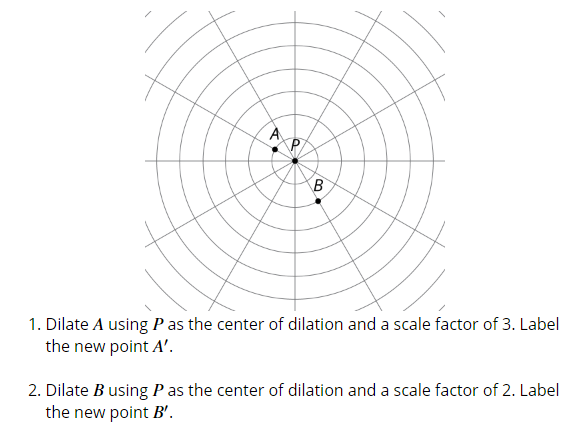 A
P
B
1. Dilate A using P as the center of dilation and a scale factor of 3. Label
the new point A′.
2. Dilate B using P as the center of dilation and a scale factor of 2. Label
the new point B′.